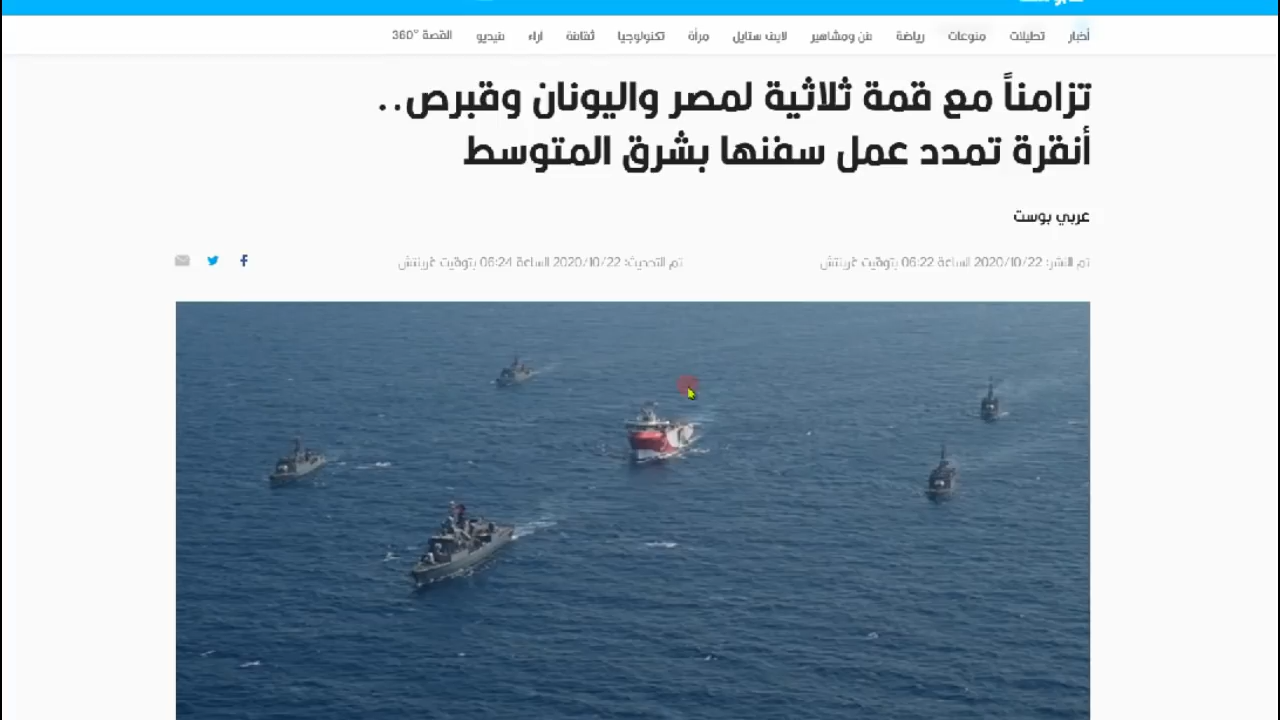 أخبار تحليلات منوعات رياضة فن ومشاهير لايف ستايل مرأة تكنولوجيا ثقافة آراء فيديو القصة °360
تزامناً مع قمة ثلاثية لمصر واليونان وقبرص..
أنقرة تمدد عمل سفنها بشرق المتوسط
عربي بوست
تم النشر: 2020/10/22 الساعة 06:22 بتوقيت غرينتش تم التحديث: 2020/10/22 الساعة 06:24 بتوقيت غرينتش